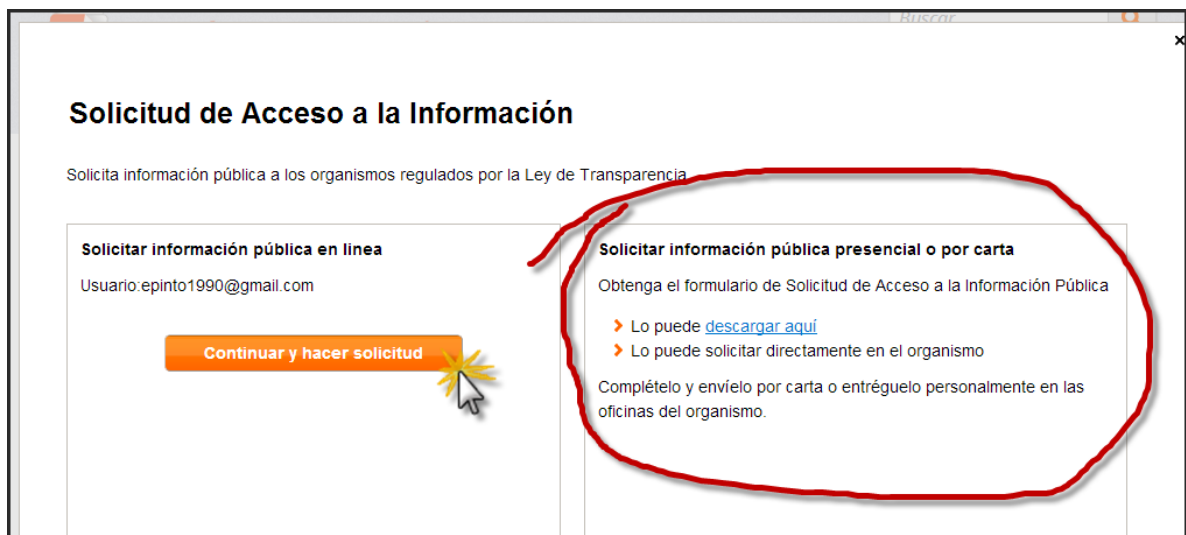 Buscar
x
Solicitud de Acceso a la Información
Solicita información pública a los organismos regulados por la Ley de Transparencia
Solicitar información pública en linea
Usuario:epinto1990@gmail.com
Continuar y hacer solicitud
Solicitar información pública presencial o por carta
Obtenga el formulario de Solicitud de Acceso a la Información Pública
Lo puede descargar aquí
Lo puede solicitar directamente en el organismo
Complételo y envíelo por carta o entréguelo personalmente en las
oficinas del organismo.